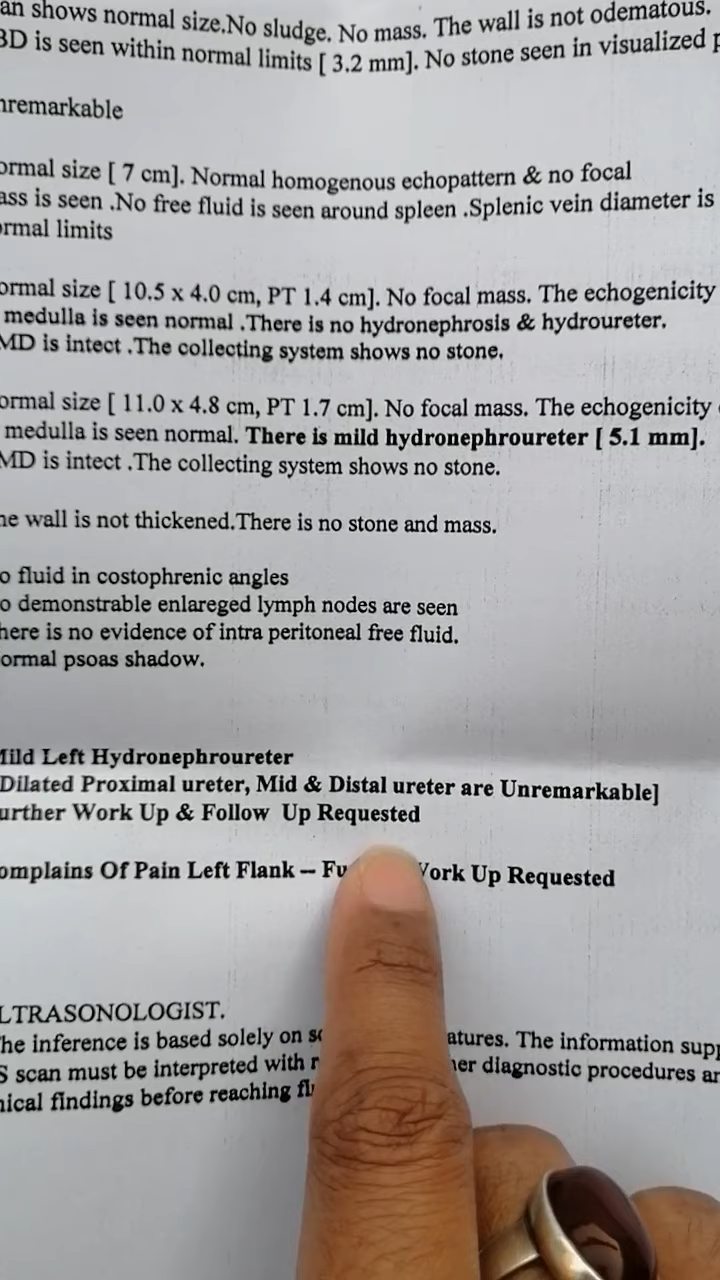 an shows normal size.No sludge. No mass. The wall is not odematous.
BD is seen within normal limits [ 3.2 mm]. No stone seen in visualized p
nremarkable
ormal size [ 7 cm]. Normal homogenous echopattern & no focal
ass is seen .No free fluid is seen around spleen .Splenic vein diameter is
ormal limits
ormal size [ 10.5 x 4.0 cm, PT 1.4 cm]. No focal mass. The echogenicity
medulla is seen normal .There is no hydronephrosis & hydroureter.
MD is intect .The collecting system shows no stone.
ormal size [ 11.0 x 4.8 cm, PT 1.7 cm]. No focal mass. The echogenicity
medulla is seen normal. There is mild hydronephroureter [ 5.1 mm].
MD is intect .The collecting system shows no stone.
he wall is not thickened.There is no stone and mass.
o fluid in costophrenic angles
o demonstrable enlareged lymph nodes are seen
here is no evidence of intra peritoneal free fluid.
ormal psoas shadow.
Mild Left Hydronephroureter
Dilated Proximal ureter, Mid & Distal ureter are Unremarkable]
urther Work Up & Follow Up Requested
omplains Of Pain Left Flank – Fu Work Up Requested
LTRASONOLOGIST.
he inference is based solely on atures. The information supp
S scan must be interpreted with her diagnostic procedures an
nical findings before reaching